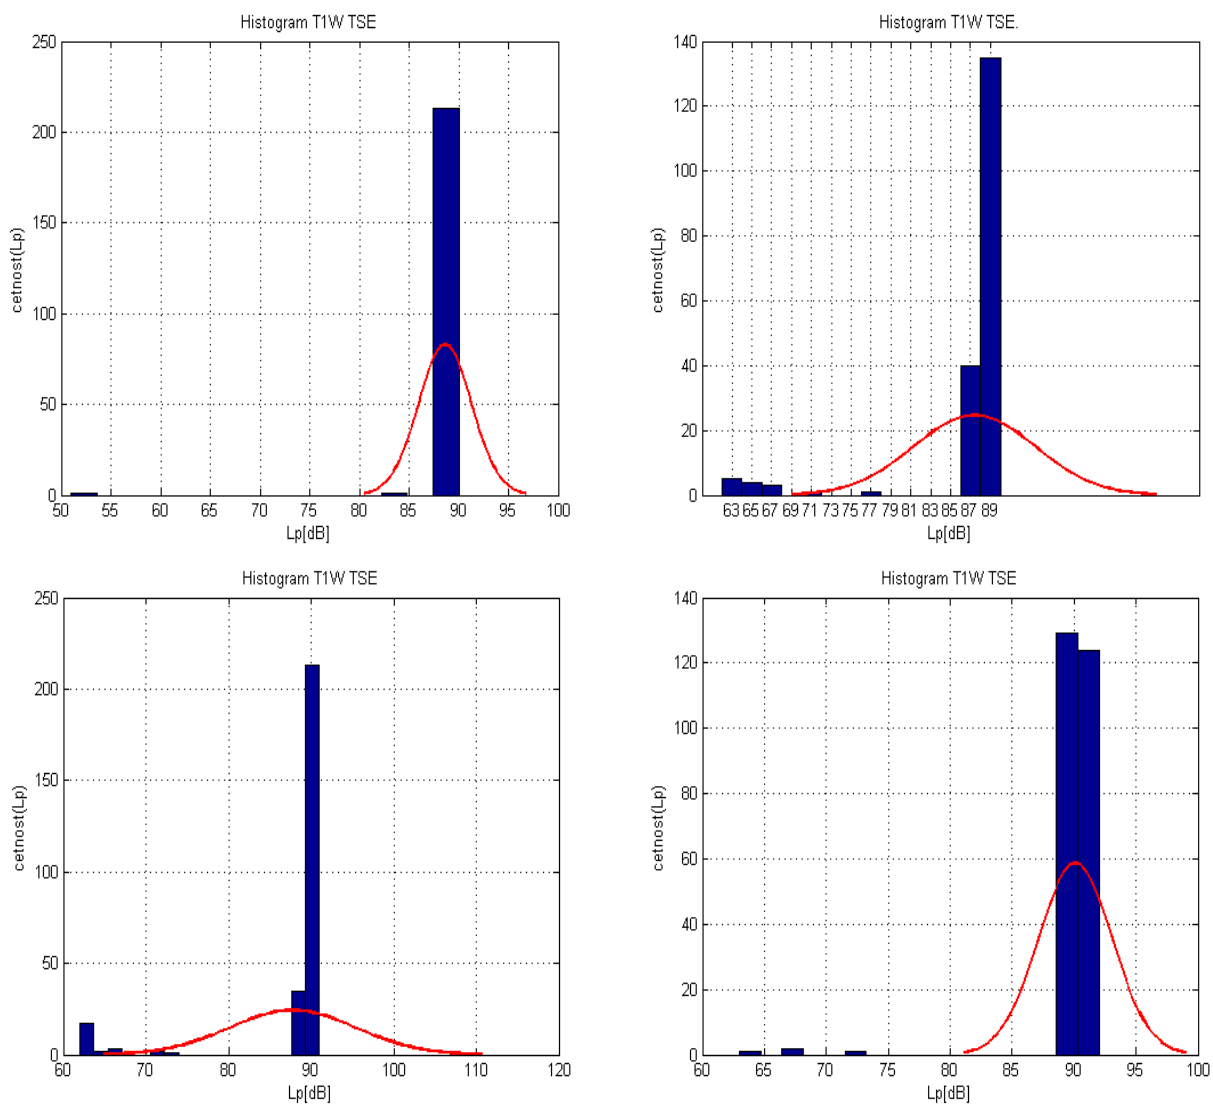 Histogram T1W TSE
250
200
150
100
50
0
cetnost(Lp)
50 55 60 65 70 75 80 85 90 95 100
Lp[dB]
Histogram T1W TSE.
140
120
100
80
60
40
20
0
cetnost(Lp)
63 65 67 69 71 73 75 77 79 81 83 85 87 89
Lp[dB]
Histogram T1W TSE
250
200
150
100
50
0
cetnost(Lp)
60 70 80 90 100 110 120
Lp[dB]
Histogram T1W TSE
140
120
100
80
60
40
20
0
cetnost(Lp)
60 65 70 75 80 85 90 95 100
Lp[dB]